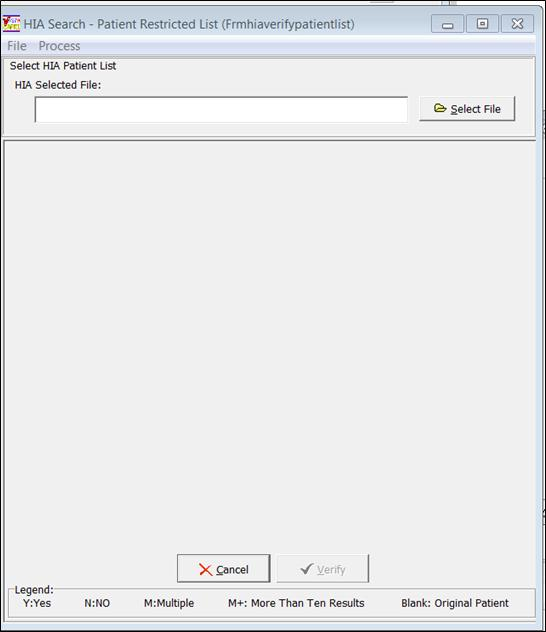 HIA Search - Patient Restricted List (Frmhiaverifypatientlist)
File Process
Select HIA Patient List
HIA Selected File:
Select File
Cancel Verify
Legend:
Y:Yes N:NO M:Multiple M+: More Than Ten Results Blank: Original Patient